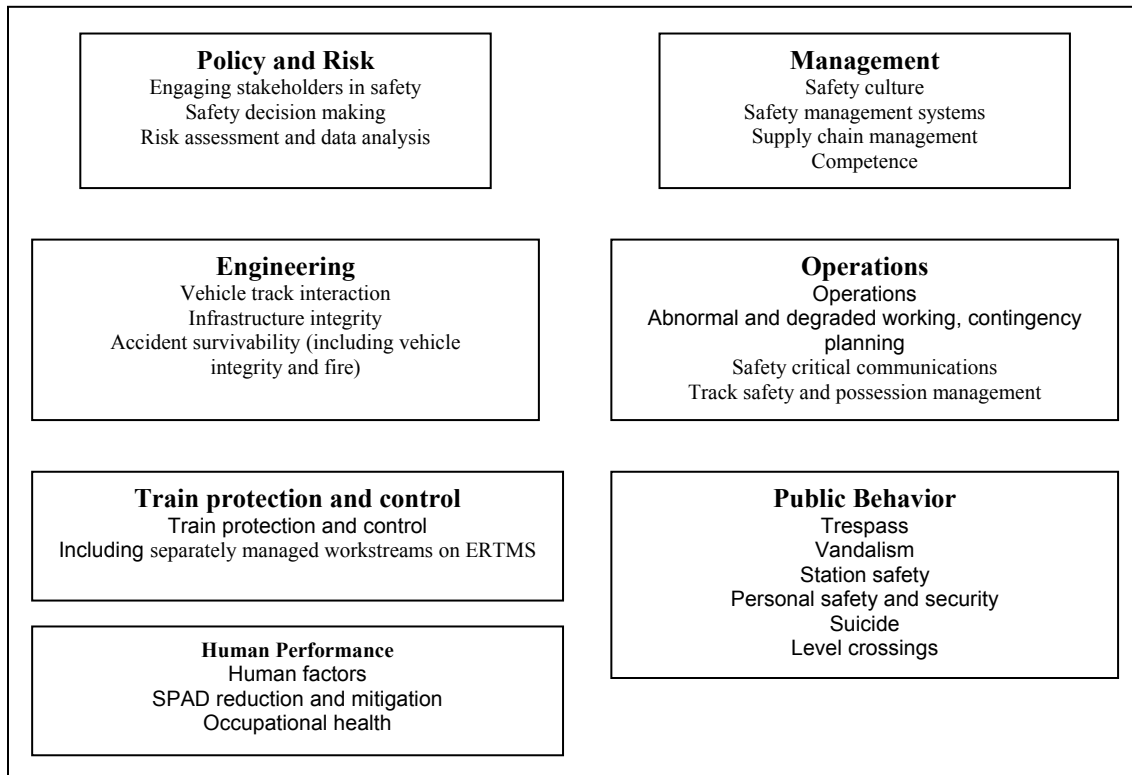 Policy and Risk
Engaging stakeholders in safety
Safety decision making
Risk assessment and data analysis
Management
Safety culture
Safety management systems
Supply chain management
Competence
Engineering
Vehicle track interaction
Infrastructure integrity
Accident survivability (including vehicle
integrity and fire)
Operations
Operations
Abnormal and degraded working, contingency
planning
Safety critical communications
Track safety and possession management
Train protection and control
Train protection and control
Including separately managed workstreams on ERTMS
Public Behavior
Trespass
Vandalism
Station safety
Personal safety and security
Suicide
Level crossings
Human Performance
Human factors
SPAD reduction and mitigation
Occupational health